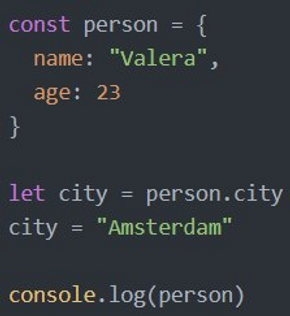 const person = {
  name: "Valera",
  age: 23
}

let city = person.city
city = "Amsterdam"

console.log(person)